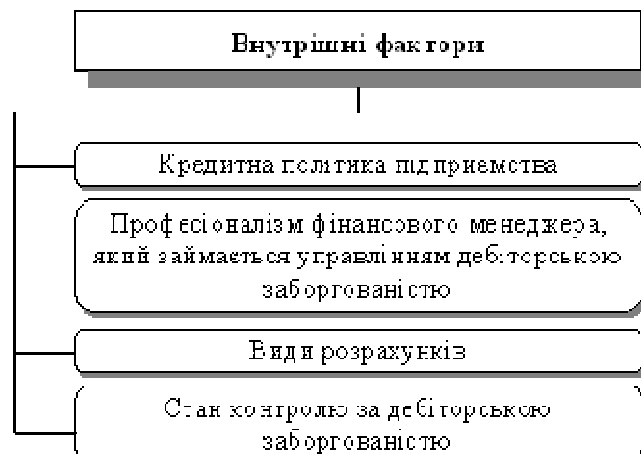 Внутрішні фактори
Кредитна політика підприємства
Професіоналізм фінансового менеджера,
який займається управлінням дебіторською
заборгованістю
Види розрахунків
Стан контролю за дебіторською
заборгованістю